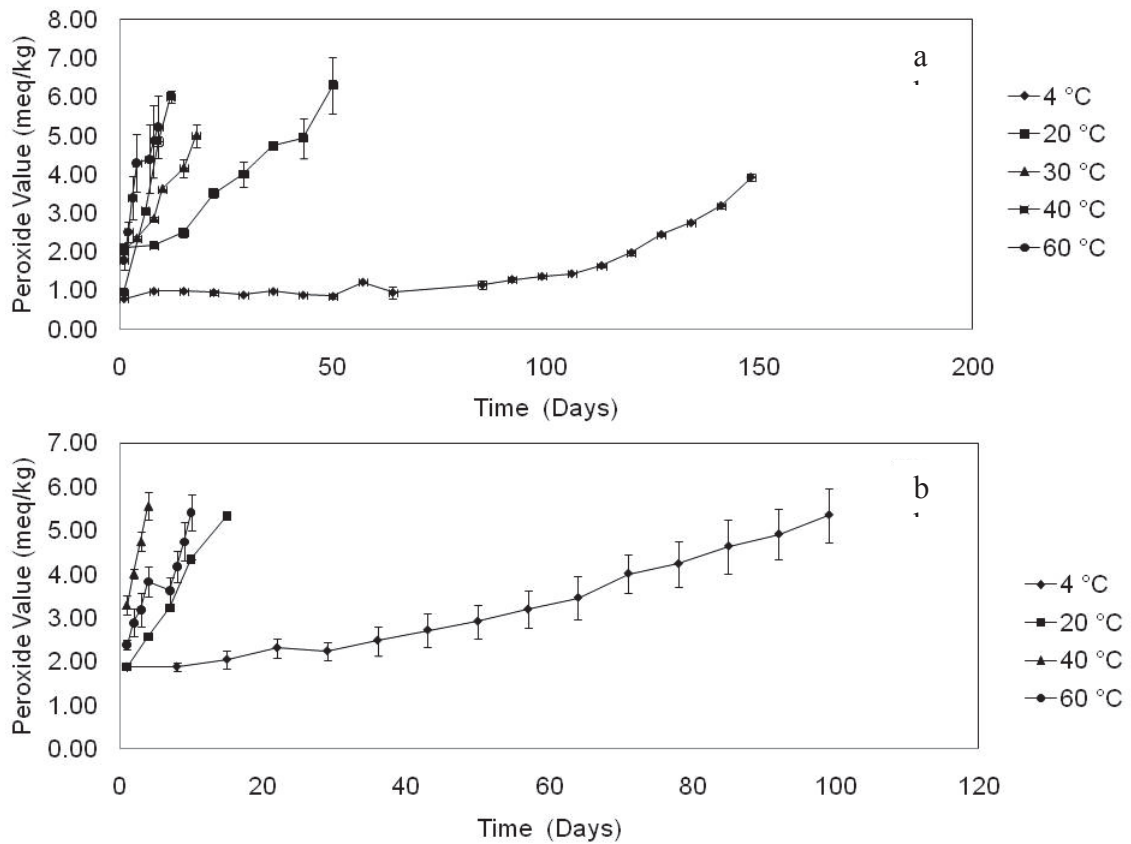 8.00
7.00
6.00
5.00
4.00
3.00
2.00
1.00
0.00
Peroxide Value (meq/kg)
0 50 100 150 200
Time (Days)
a
4 °C
20 °C
30 °C
40 °C
60 °C
7.00
6.00
5.00
4.00
3.00
2.00
1.00
0.00
Peroxide Value (meq/kg)
0 20 40 60 80 100 120
Time (Days)
b
4 °C
20 °C
40 °C
60 °C